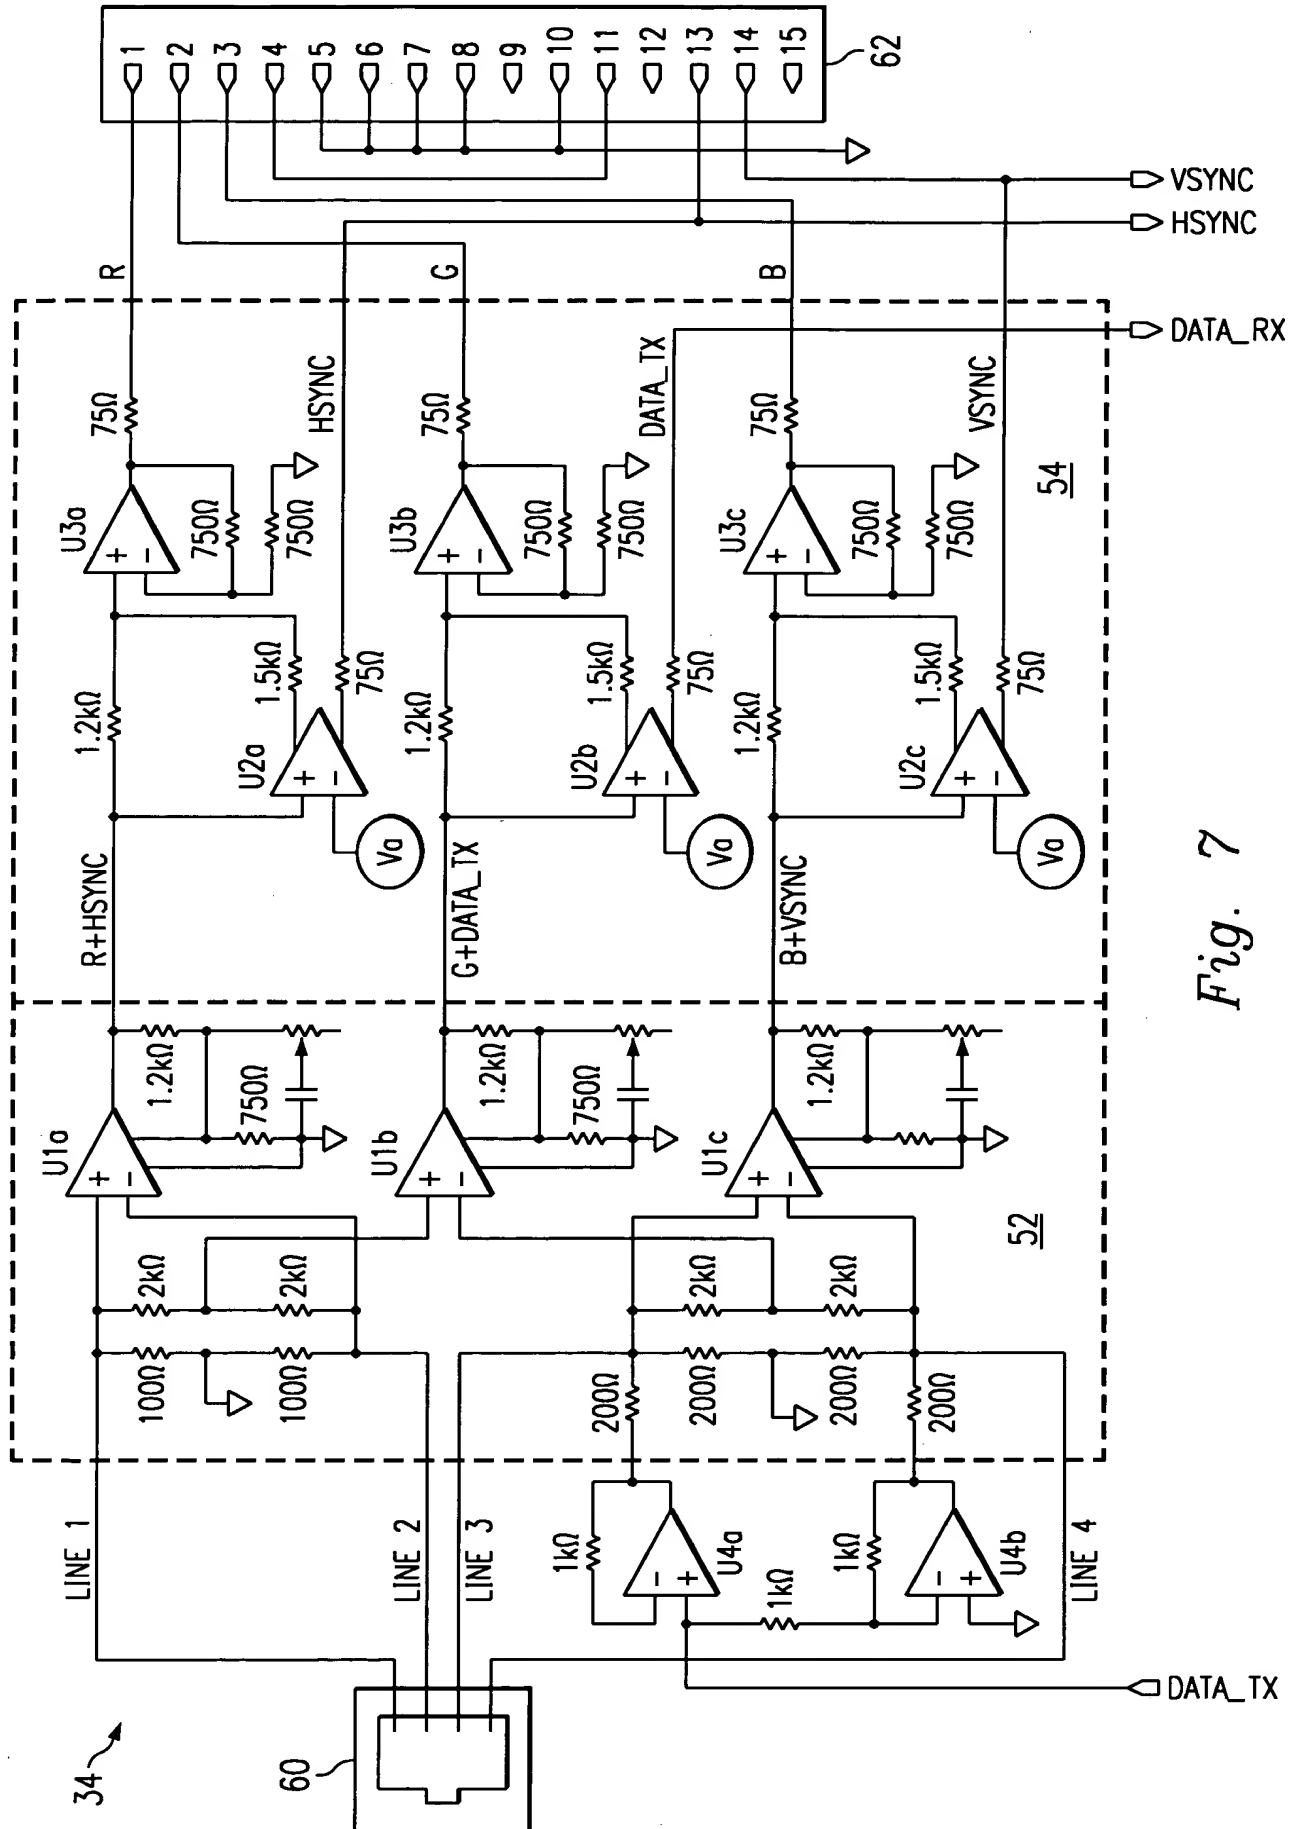 34
60
LINE 1
LINE 2
LINE 3
LINE 4
DATA_TX
1kΩ
1kΩ
1kΩ
U4a
- +
U4b
- +
52
100Ω
100Ω
2kΩ
2kΩ
200Ω
200Ω
200Ω
200Ω
2kΩ
2kΩ
U1a
+ -
1.2kΩ
750Ω
U1b
+ -
1.2kΩ
750Ω
U1c
+ -
1.2kΩ
R+HSYNC
G+DATA_TX
B+VSYNC
54
1.2kΩ
U2a
+ -
Va
1.5kΩ
75Ω
U3a
+ -
750Ω
750Ω
75Ω
HSYNC
R
1.2kΩ
U2b
+ -
Va
1.5kΩ
75Ω
U3b
+ -
750Ω
750Ω
75Ω
DATA_TX
G
1.2kΩ
U2c
+ -
Va
1.5kΩ
75Ω
U3c
+ -
750Ω
750Ω
75Ω
VSYNC
B
DATA_RX
HSYNC
VSYNC
1
2
3
4
5
6
7
8
9
10
11
12
13
14
15
62
Fig. 7